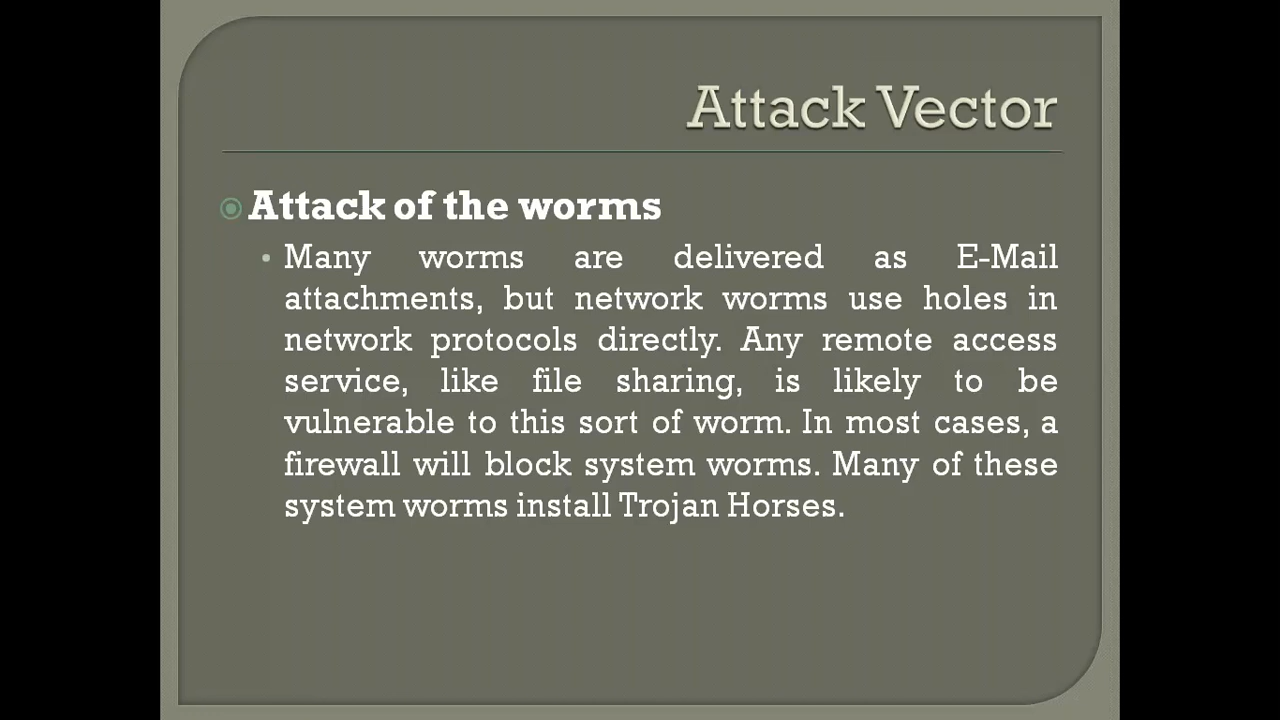 Attack Vector
Attack of the worms
Many worms are delivered as E-Mail
attachments, but network worms use holes in
network protocols directly. Any remote access
service, like file sharing, is likely to be
vulnerable to this sort of worm. In most cases, a
firewall will block system worms. Many of these
system worms install Trojan Horses.